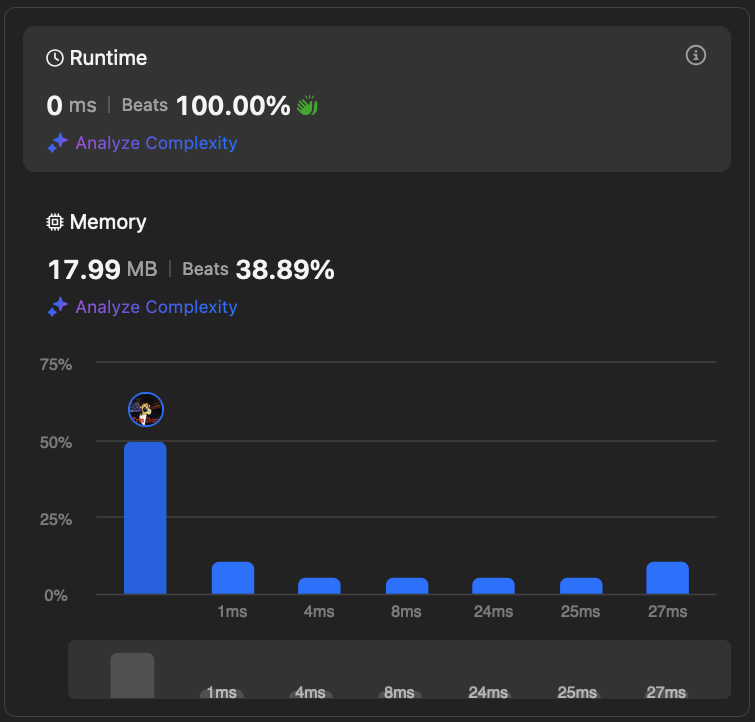 Runtime
0 ms | Beats 100.00%
Analyze Complexity
Memory
17.99 MB | Beats 38.89%
Analyze Complexity
75%
50%
25%
0%
1ms 4ms 8ms 24ms 25ms 27ms
1ms 4ms 8ms 24ms 25ms 27ms